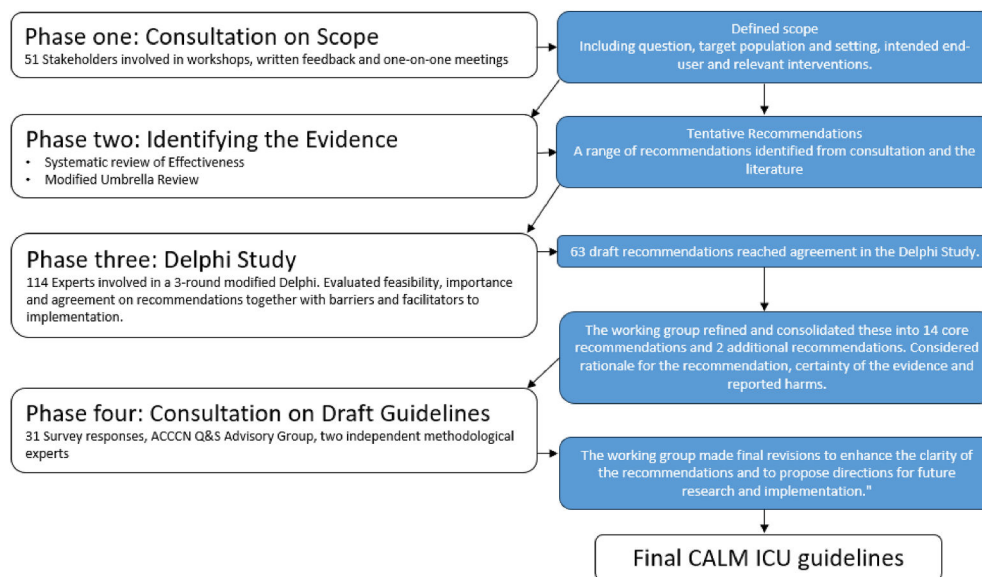 Phase one: Consultation on Scope
51 Stakeholders involved in workshops, written feedback and one-on-one meetings
Defined scope
Including question, target population and setting, intended end-
user and relevant interventions.
Phase two: Identifying the Evidence
• Systematic review of Effectiveness
• Modified Umbrella Review
Tentative Recommendations
A range of recommendations identified from consultation and the
literature
Phase three: Delphi Study
114 Experts involved in a 3-round modified Delphi. Evaluated feasibility, importance
and agreement on recommendations together with barriers and facilitators to
implementation.
63 draft recommendations reached agreement in the Delphi Study.
The working group refined and consolidated these into 14 core
recommendations and 2 additional recommendations. Considered
rationale for the recommendation, certainty of the evidence and
reported harms.
Phase four: Consultation on Draft Guidelines
31 Survey responses, ACCCN Q&S Advisory Group, two independent methodological
experts
The working group made final revisions to enhance the clarity of
the recommendations and to propose directions for future
research and implementation."
Final CALM ICU guidelines